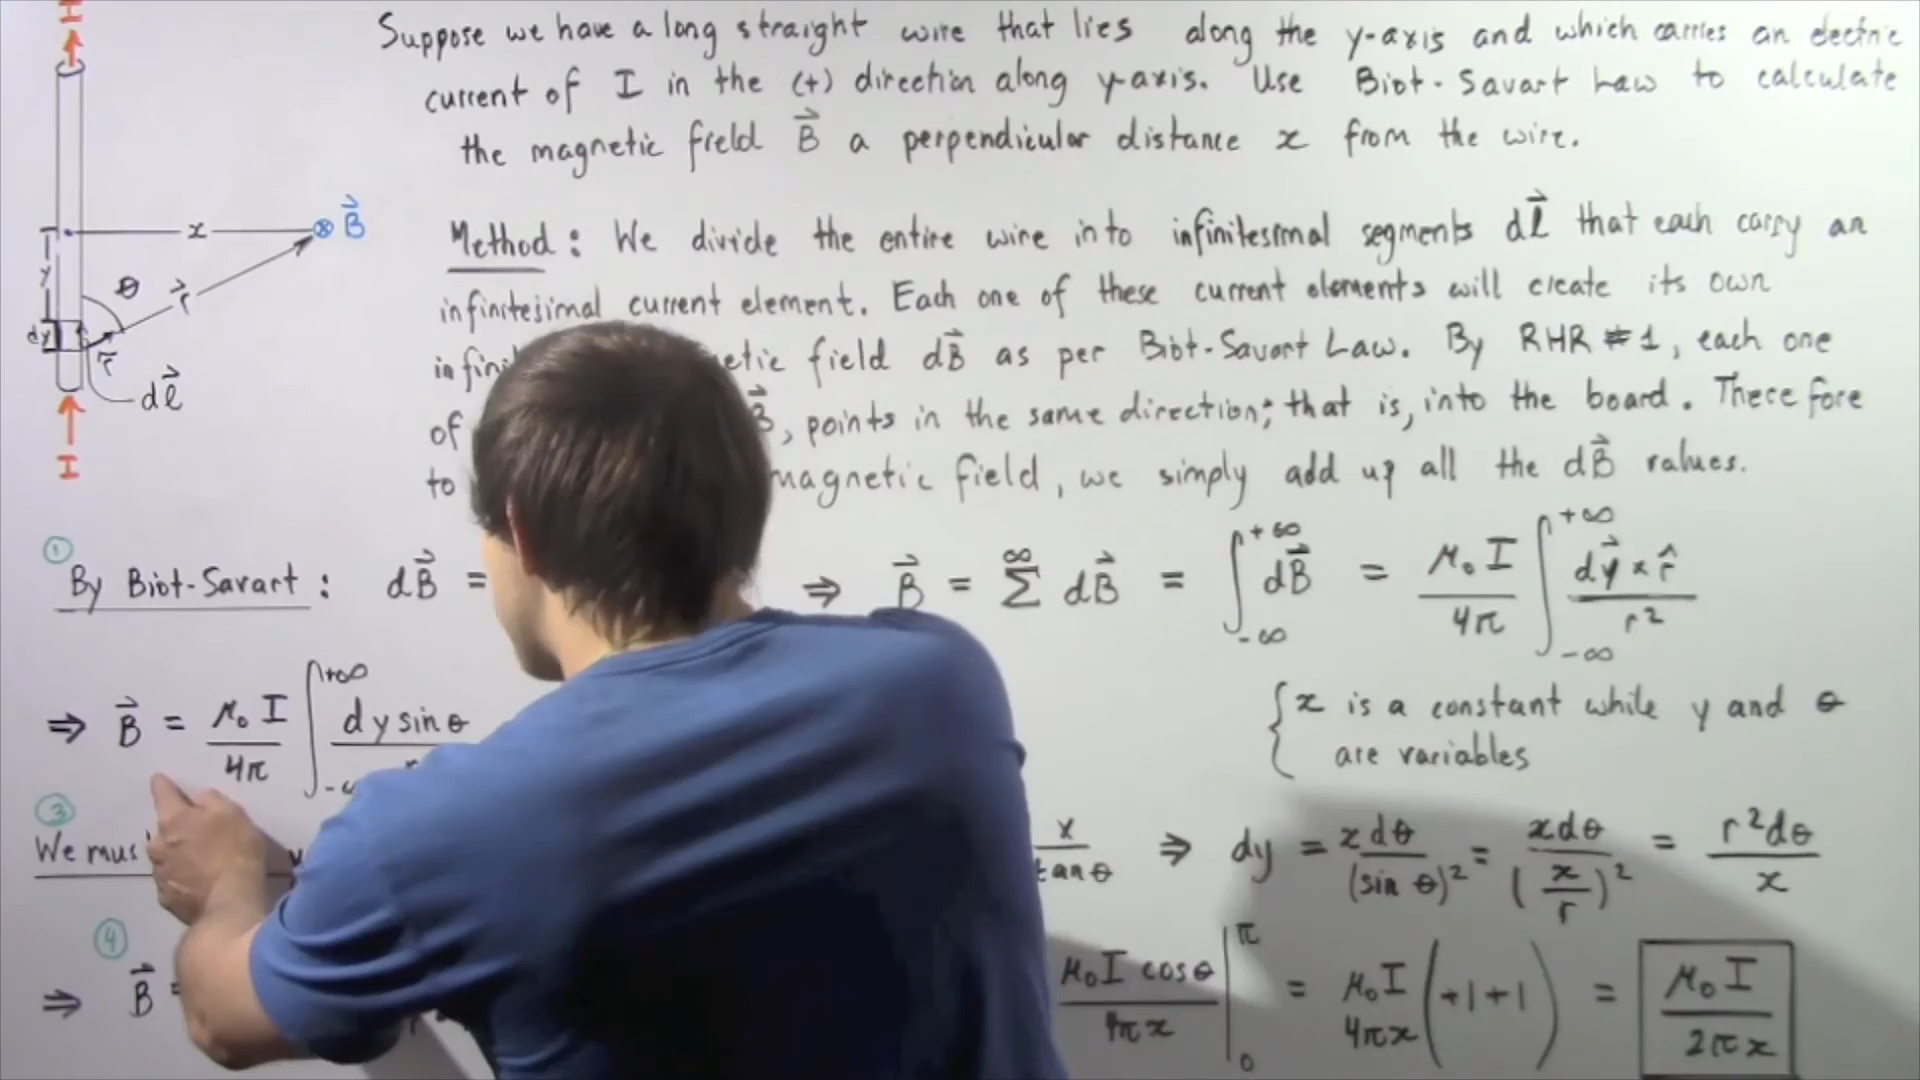 I
Suppose we have a long straight wire that lies along the y-axis and which carries an electric
current of I in the (+) direction along y-axis. Use Biot-Savart Law to calculate
the magnetic field B⃗ a perpendicular distance x from the wire.
x
B⃗
y
θ
r⃗
dy
r̂
dl⃗
I
Method: We divide the entire wire into infinitesimal segments dl⃗ that each carry an
infinitesimal current element. Each one of these current elements will create its own
field dB⃗ as per Biot-Savart Law. By RHR #1, each one
of points in the same direction; that is, into the board. Therefore
to magnetic field, we simply add up all the dB⃗ values.
①
By Biot-Savart: dB⃗ = ⇒ B⃗ = ∞ Σ dB⃗ = ∫ +∞ -∞ dB⃗ = μ₀I/4π ∫ +∞ -∞ dy⃗ × r̂ / r²
⇒ B⃗ = μ₀I/4π ∫ +∞ dy sinθ
{ x is a constant while y and θ
are variables
③
We x/tanθ ⇒ dy = xdθ/(sin θ)² = xdθ/(x/r)² = r²dθ/x
④
⇒ B⃗ = μ₀I cosθ/4πx | π 0 = μ₀I/4πx (+1+1) = μ₀I/2πx